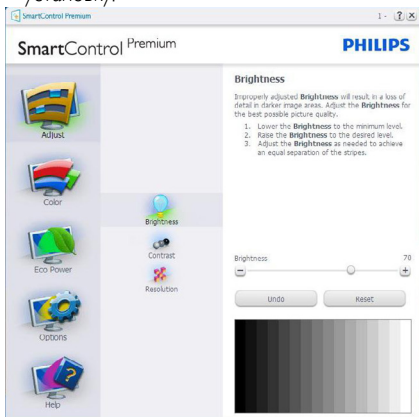 SmartControl Premium
SmartControl Premium
PHILIPS
Adjust
Color
Eco Power
Options
Help
Brightness
Contrast
Resolution
Brightness
Improperly adjusted Brightness will result in a loss of
detail in darker image areas. Adjust the Brightness for
the best possible picture quality.
1. Lower the Brightness to the minimum level.
2. Raise the Brightness to the desired level.
3. Adjust the Brightness as needed to achieve
an equal separation of the stripes.
Brightness 70
Undo Reset